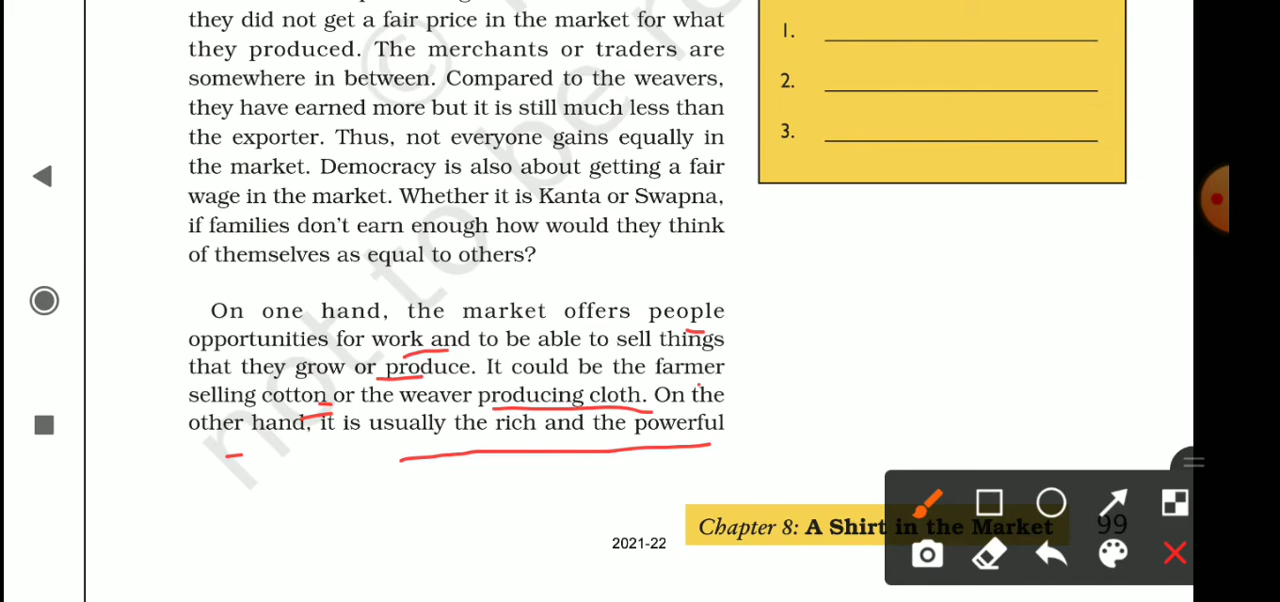 they did not get a fair price in the market for what
they produced. The merchants or traders are
somewhere in between. Compared to the weavers,
they have earned more but it is still much less than
the exporter. Thus, not everyone gains equally in
the market. Democracy is also about getting a fair
wage in the market. Whether it is Kanta or Swapna,
if families don't earn enough how would they think
of themselves as equal to others?
On one hand, the market offers people
opportunities for work and to be able to sell things
that they grow or produce. It could be the farmer
selling cotton or the weaver producing cloth. On the
other hand, it is usually the rich and the powerful
1.
2.
3.
Chapter 8: A Shirt in the Market 99
2021-22
© not to be